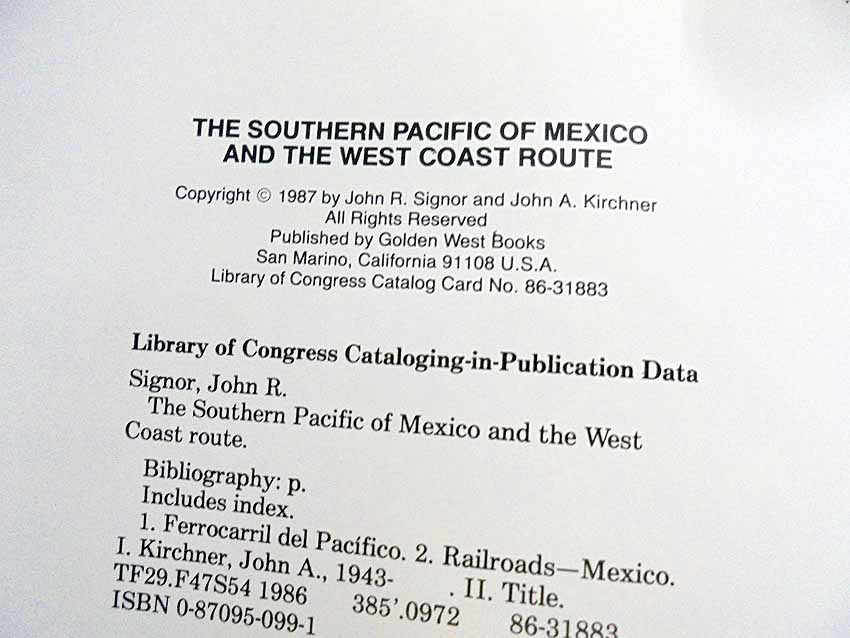 THE SOUTHERN PACIFIC OF MEXICO
AND THE WEST COAST ROUTE
Copyright © 1987 by John R. Signor and John A. Kirchner
All Rights Reserved
Published by Golden West Books
San Marino, California 91108 U.S.A.
Library of Congress Catalog Card No. 86-31883
Library of Congress Cataloging-in-Publication Data
Signor, John R.
The Southern Pacific of Mexico and the West
Coast route.
Bibliography: p.
Includes index.
1. Ferrocarril del Pacífico. 2. Railroads—Mexico.
I. Kirchner, John A., 1943- . II. Title.
TF29.F47S54 1986 385'.0972 86-31883
ISBN 0-87095-099-1